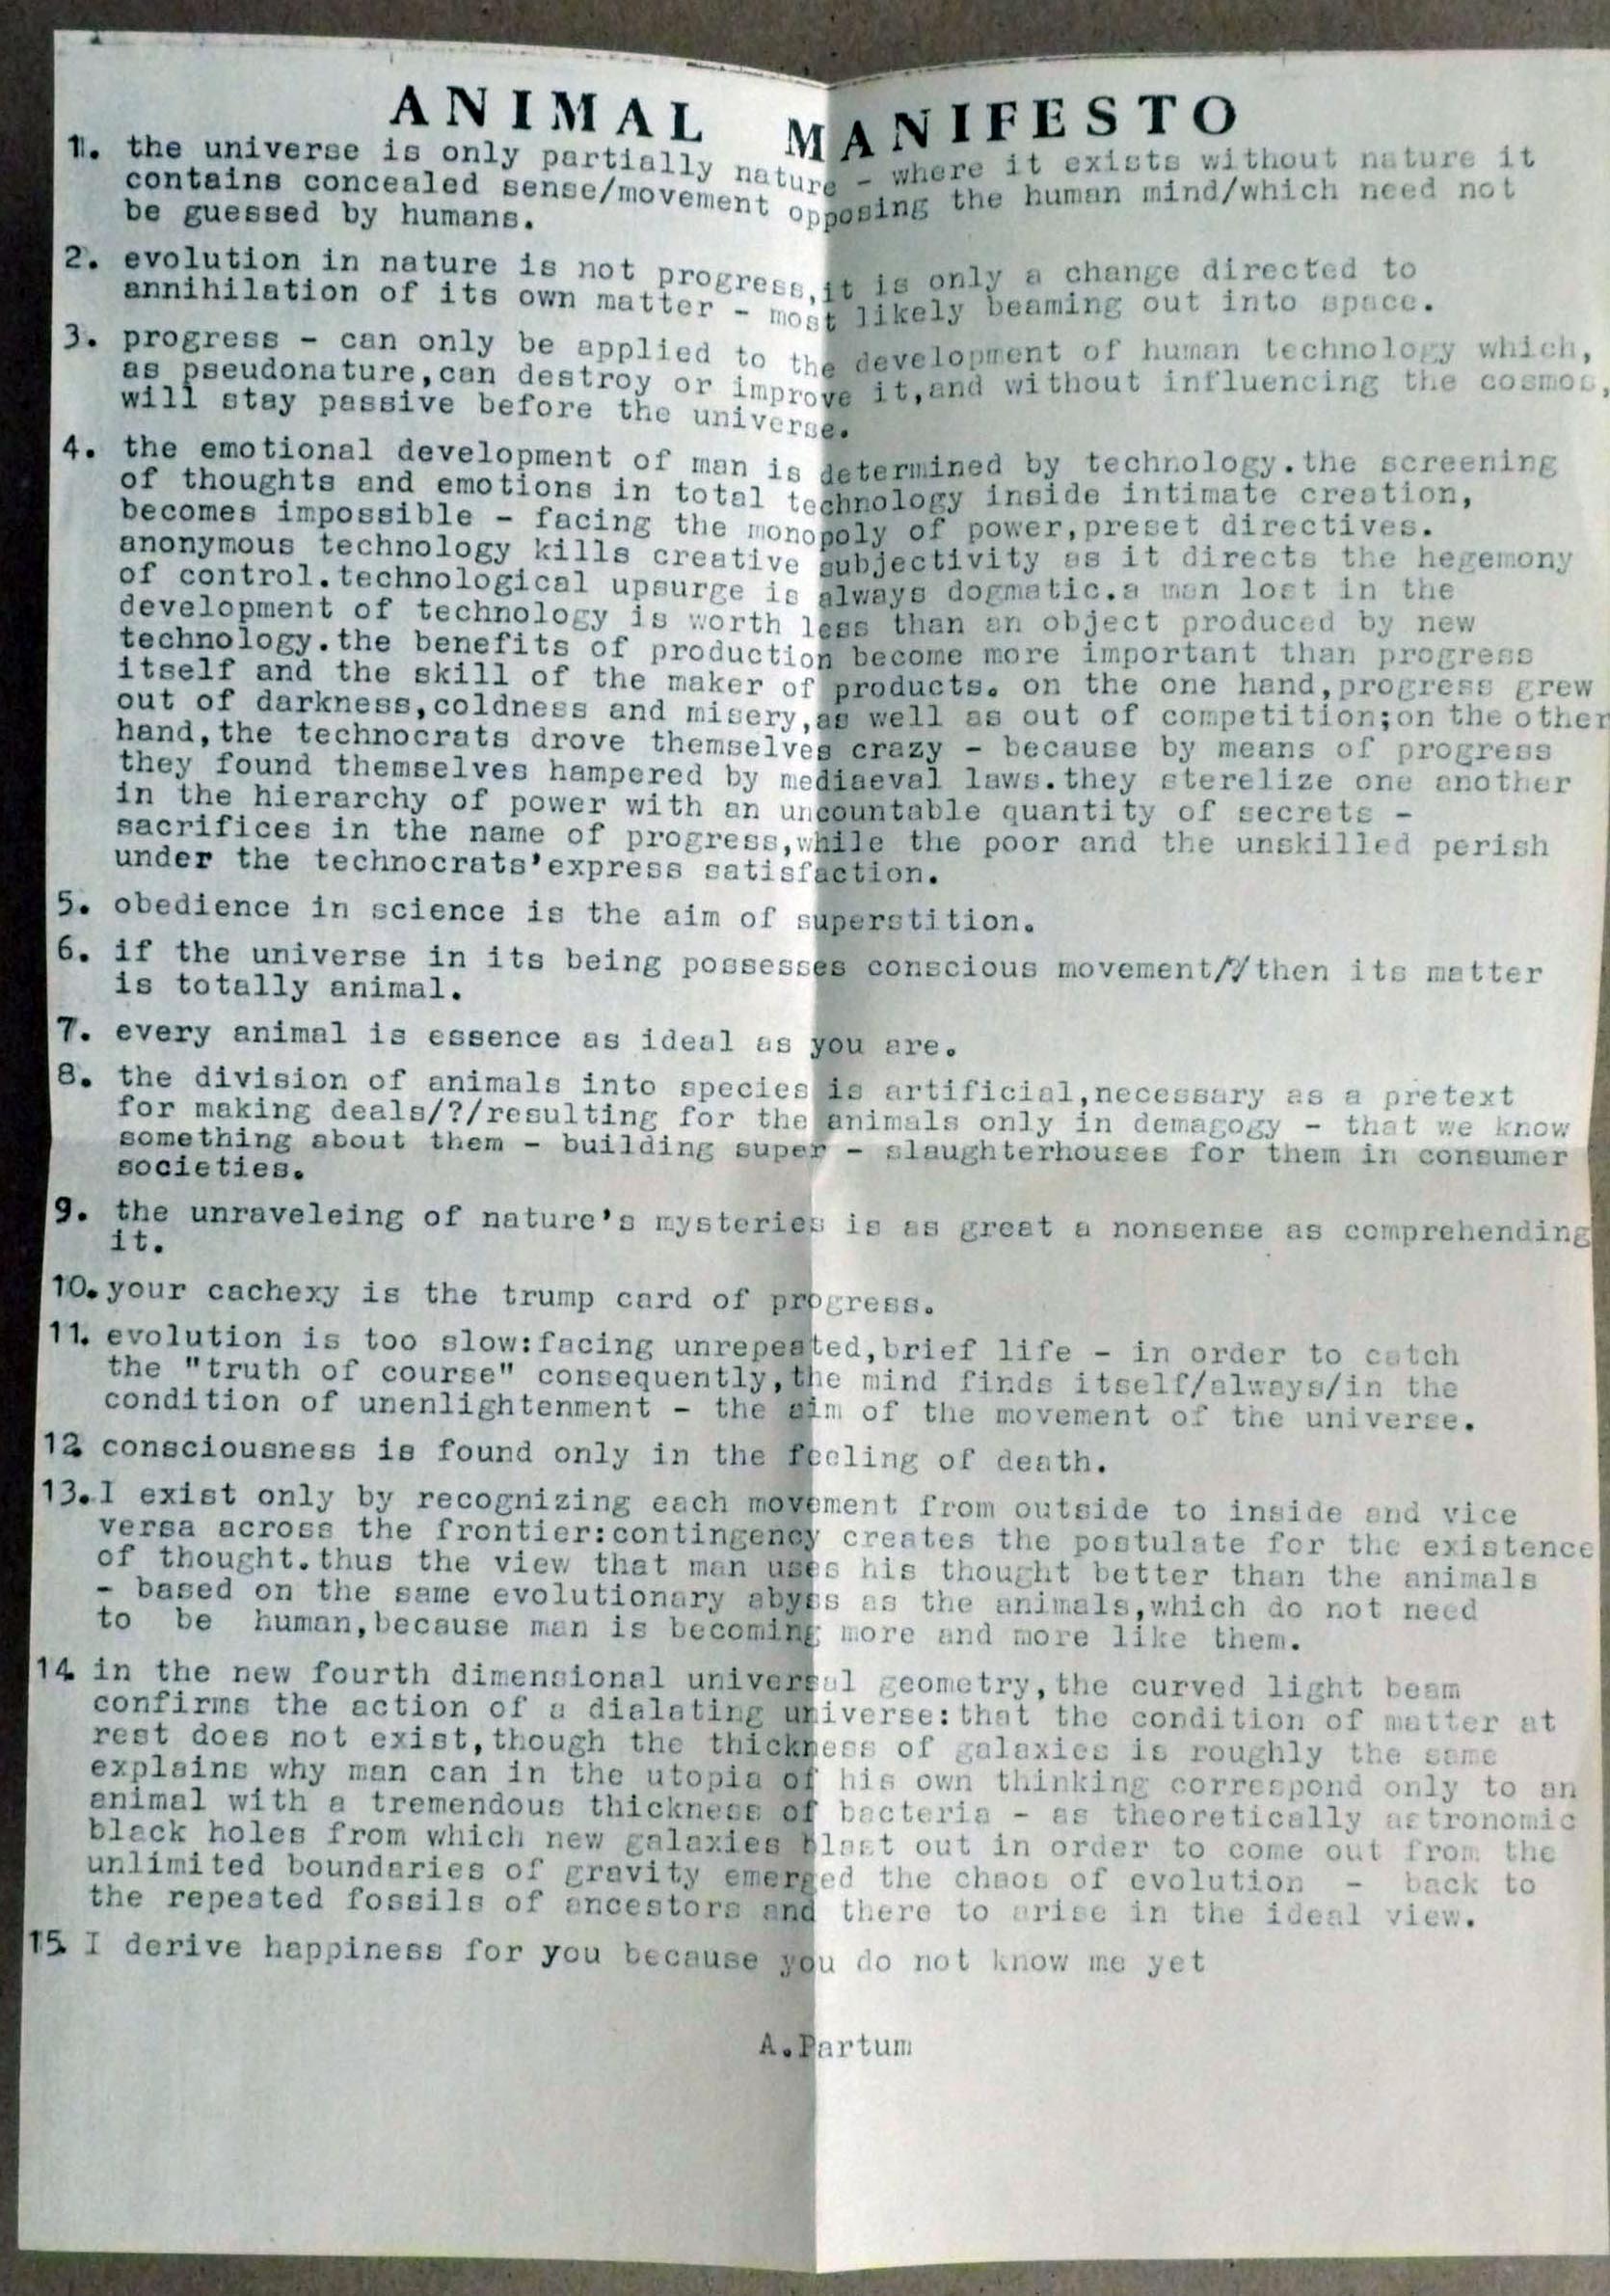 ANIMAL MANIFESTO
1. the universe is only partially nature - where it exists without nature it
contains concealed sense/movement opposing the human mind/which need not
be guessed by humans.
2. evolution in nature is not progress,it is only a change directed to
annihilation of its own matter - most likely beaming out into space.
3. progress - can only be applied to the development of human technology which,
as pseudonature,can destroy or improve it,and without influencing the cosmos,
will stay passive before the universe.
4. the emotional development of man is determined by technology.the screening
of thoughts and emotions in total technology inside intimate creation,
becomes impossible - facing the monopoly of power,preset directives.
anonymous technology kills creative subjectivity as it directs the hegemony
of control.technological upsurge is always dogmatic.a man lost in the
development of technology is worth less than an object produced by new
technology.the benefits of production become more important than progress
itself and the skill of the maker of products. on the one hand,progress grew
out of darkness,coldness and misery,as well as out of competition;on the other
hand,the technocrats drove themselves crazy - because by means of progress
they found themselves hampered by mediaeval laws.they sterelize one another
in the hierarchy of power with an uncountable quantity of secrets -
sacrifices in the name of progress,while the poor and the unskilled perish
under the technocrats'express satisfaction.
5. obedience in science is the aim of superstition.
6. if the universe in its being possesses conscious movement/?/then its matter
is totally animal.
7. every animal is essence as ideal as you are.
8. the division of animals into species is artificial,necessary as a pretext
for making deals/?/resulting for the animals only in demagogy - that we know
something about them - building super - slaughterhouses for them in consumer
societies.
9. the unraveleing of nature's mysteries is as great a nonsense as comprehending
it.
10.your cachexy is the trump card of progress.
11. evolution is too slow:facing unrepeated,brief life - in order to catch
the "truth of course" consequently,the mind finds itself/always/in the
condition of unenlightenment - the aim of the movement of the universe.
12 consciousness is found only in the feeling of death.
13.I exist only by recognizing each movement from outside to inside and vice
versa across the frontier:contingency creates the postulate for the existence
of thought.thus the view that man uses his thought better than the animals
- based on the same evolutionary abyss as the animals,which do not need
to be human,because man is becoming more and more like them.
14 in the new fourth dimensional universal geometry,the curved light beam
confirms the action of a dialating universe:that the condition of matter at
rest does not exist,though the thickness of galaxies is roughly the same
explains why man can in the utopia of his own thinking correspond only to an
animal with a tremendous thickness of bacteria - as theoretically astronomic
black holes from which new galaxies blast out in order to come out from the
unlimited boundaries of gravity emerged the chaos of evolution - back to
the repeated fossils of ancestors and there to arise in the ideal view.
15 I derive happiness for you because you do not know me yet
A.Partum